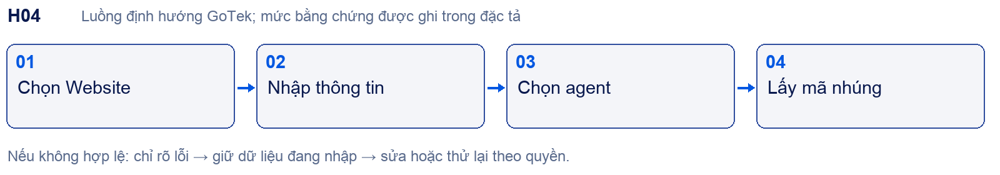 H04 Luồng định hướng GoTek; mức bằng chứng được ghi trong đặc tả
01
Chọn Website
02
Nhập thông tin
03
Chọn agent
04
Lấy mã nhúng
Nếu không hợp lệ: chỉ rõ lỗi → giữ dữ liệu đang nhập → sửa hoặc thử lại theo quyền.